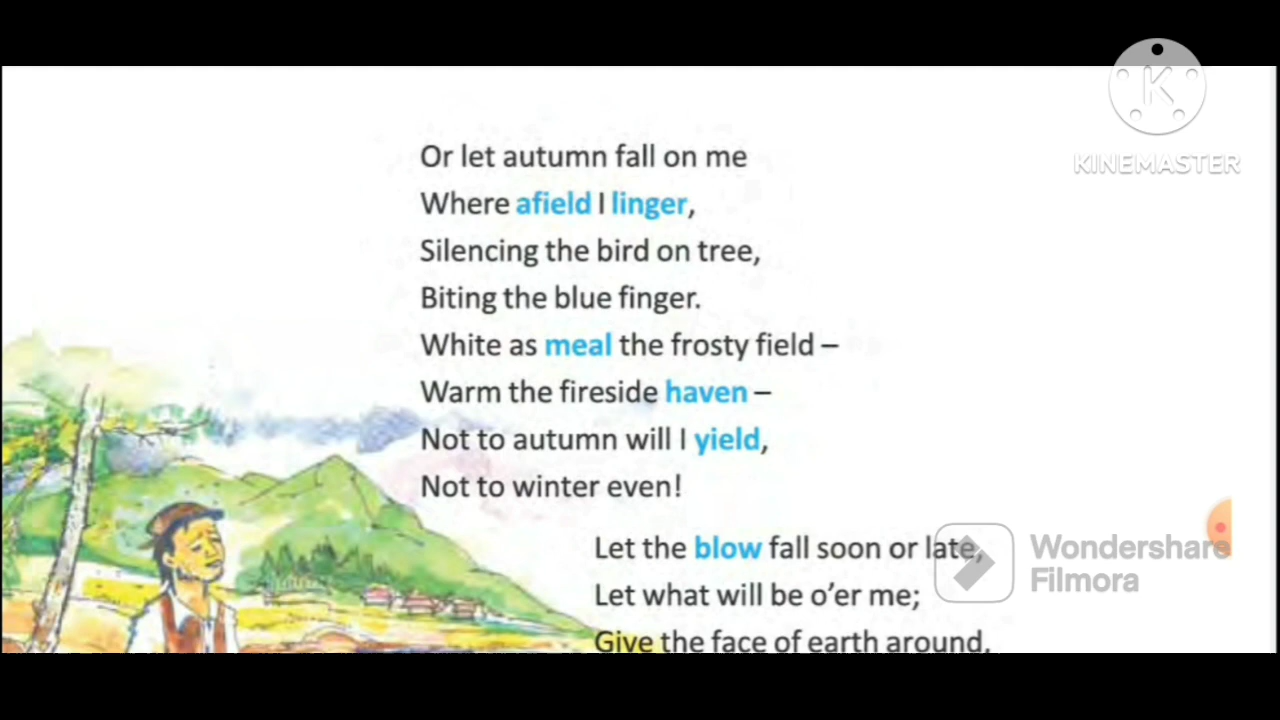 KINEMASTER
Or let autumn fall on me
Where afield I linger,
Silencing the bird on tree,
Biting the blue finger.
White as meal the frosty field –
Warm the fireside haven –
Not to autumn will I yield,
Not to winter even!
Let the blow fall soon or late,
Let what will be o’er me;
Give the face of earth around,
Wondershare
Filmora